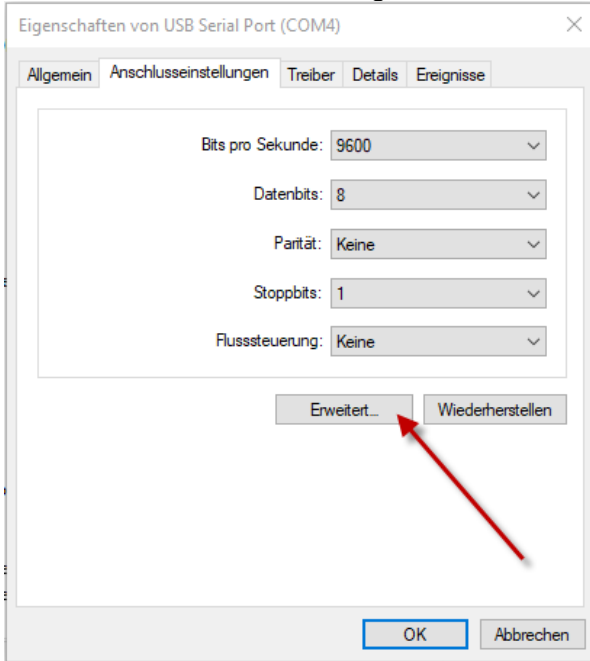 Eigenschaften von USB Serial Port (COM4)
Allgemein Anschlusseinstellungen Treiber Details Ereignisse
Bits pro Sekunde: 9600
Datenbits: 8
Parität: Keine
Stoppbits: 1
Flusssteuerung: Keine
Erweitert... Wiederherstellen
OK Abbrechen